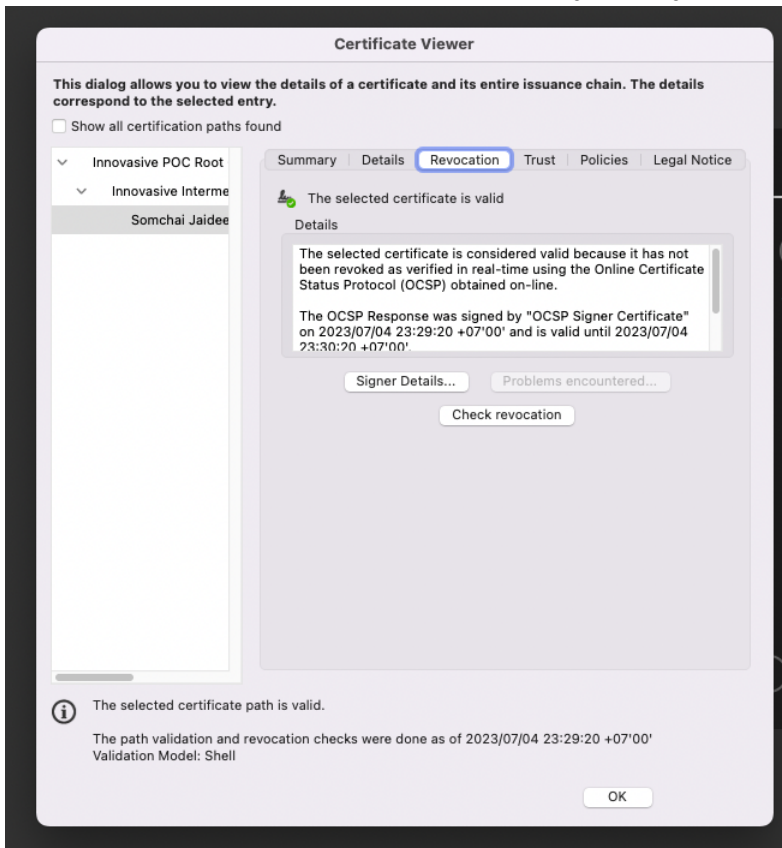 Certificate Viewer
This dialog allows you to view the details of a certificate and its entire issuance chain. The details
correspond to the selected entry.
Show all certification paths found
Innovasive POC Root
Innovasive Interme
Somchai Jaidee
Summary
Details
Revocation
Trust
Policies
Legal Notice
The selected certificate is valid
Details
The selected certificate is considered valid because it has not
been revoked as verified in real-time using the Online Certificate
Status Protocol (OCSP) obtained on-line.
The OCSP Response was signed by "OCSP Signer Certificate"
on 2023/07/04 23:29:20 +07'00' and is valid until 2023/07/04
23:30:20 +07'00'.
Signer Details...
Problems encountered...
Check revocation
The selected certificate path is valid.
The path validation and revocation checks were done as of 2023/07/04 23:29:20 +07'00'
Validation Model: Shell
OK